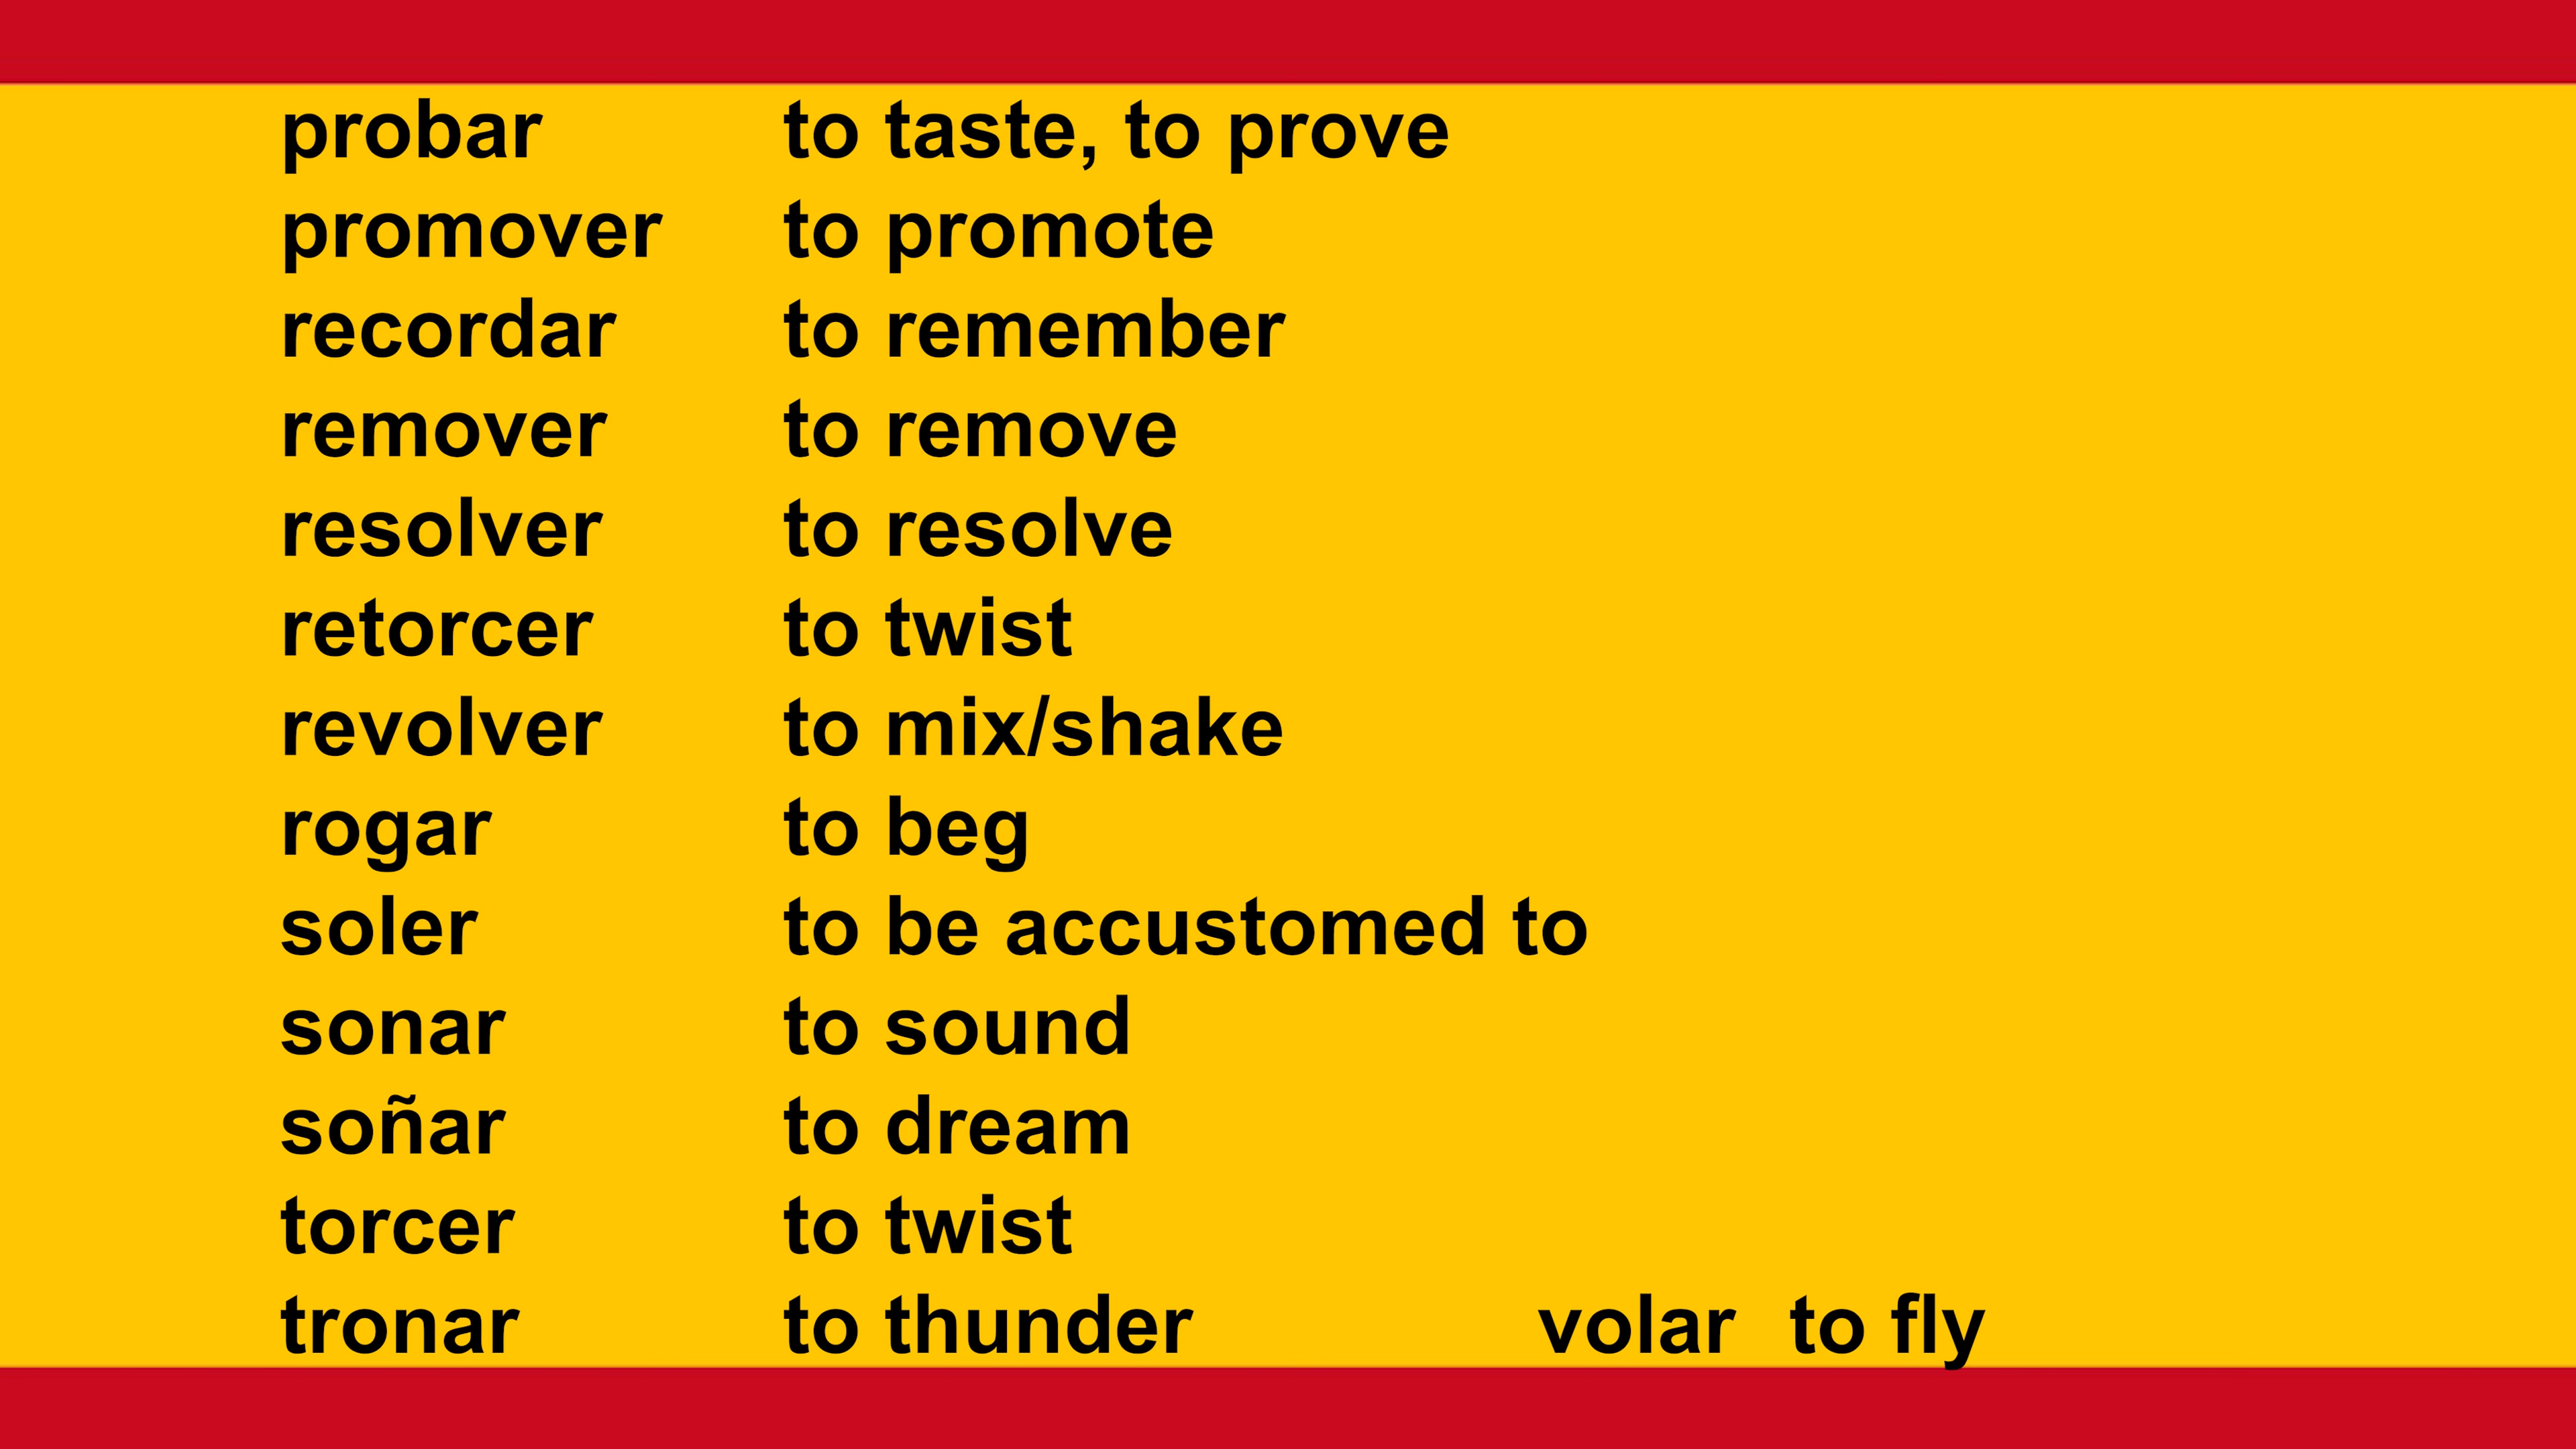 probar to taste, to prove
promover to promote
recordar to remember
remover to remove
resolver to resolve
retorcer to twist
revolver to mix/shake
rogar to beg
soler to be accustomed to
sonar to sound
soñar to dream
torcer to twist
tronar to thunder volar to fly